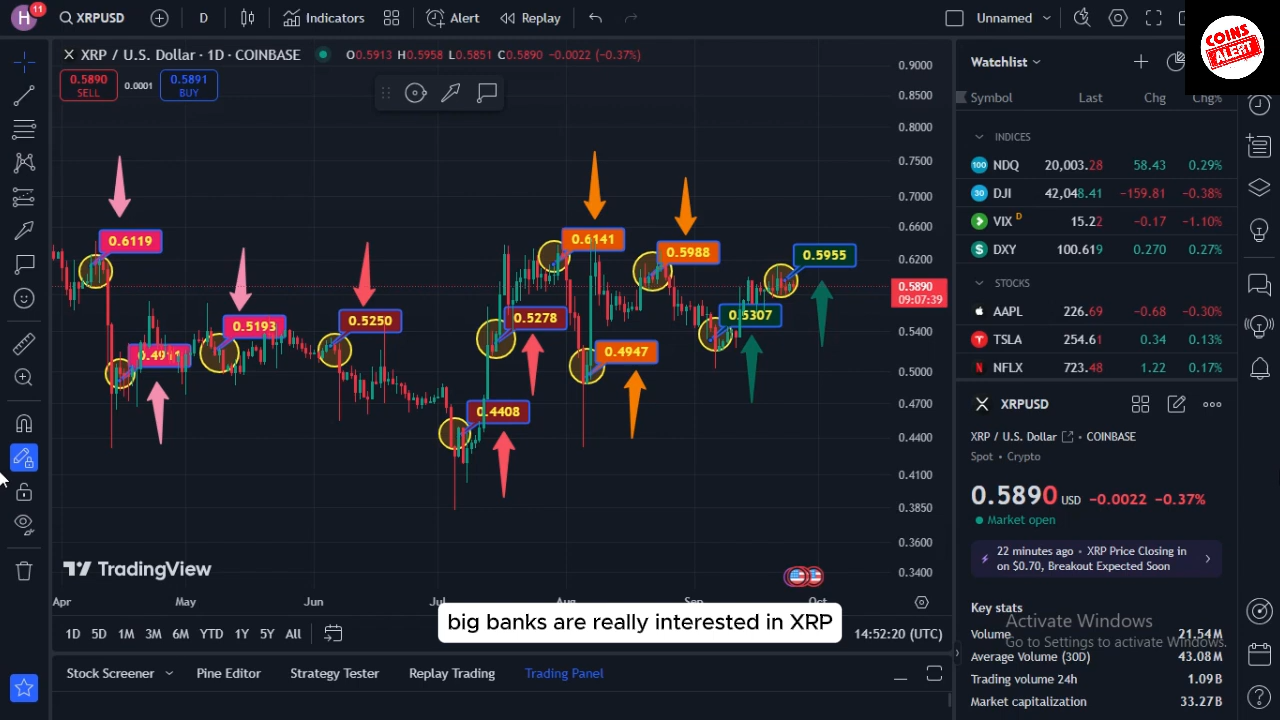 H 11 XRPUSD D Indicators Alert Replay Unnamed
COINS ALERT
XRP / U.S. Dollar · 1D · COINBASE O0.5913 H0.5958 L0.5851 C0.5890 −0.0022 (−0.37%)
0.5890 SELL 0.0001 0.5891 BUY
0.6119
0.4911
0.5193
0.5250
0.4408
0.5278
0.6141
0.4947
0.5988
0.5307
0.5955
0.9000
0.8500
0.8000
0.7500
0.7000
0.6600
0.6200
0.5890
09:07:39
0.5400
0.5000
0.4700
0.4400
0.4100
0.3850
0.3600
0.3400
TradingView
Apr May Jun Jul Aug Sep Oct
big banks are really interested in XRP
1D 5D 1M 3M 6M YTD 1Y 5Y All 14:52:20 (UTC)
Stock Screener Pine Editor Strategy Tester Replay Trading Trading Panel
Watchlist
Symbol Last Chg Chg%
INDICES
100 NDQ 20,003.28 58.43 0.29%
30 DJI 42,048.41 −159.81 −0.38%
VIX D 15.22 −0.17 −1.10%
$ DXY 100.619 0.270 0.27%
STOCKS
AAPL 226.69 −0.68 −0.30%
TSLA 254.61 0.34 0.13%
NFLX 723.48 1.22 0.17%
XRPUSD
XRP / U.S. Dollar COINBASE
Spot • Crypto
0.5890 USD −0.0022 −0.37%
Market open
22 minutes ago • XRP Price Closing in
on $0.70, Breakout Expected Soon
Key stats
Activate Windows
Volume 21.54M
Go to Settings to activate Windows.
Average Volume (30D) 43.08M
Trading volume 24h 1.09B
Market capitalization 33.27B